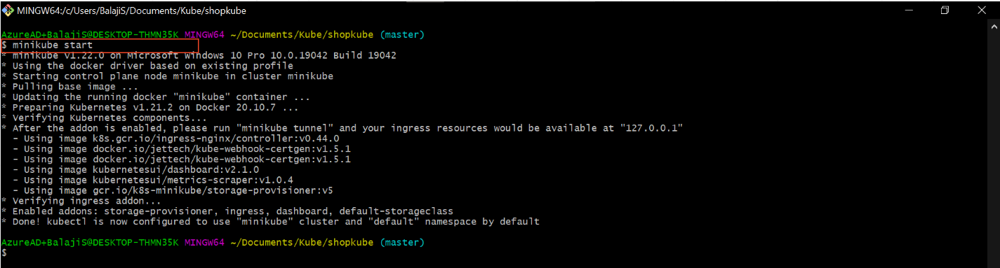 MINGW64:/c/Users/BalajiS/Documents/Kube/shopkube
AzureAD+BalajiS@DESKTOP-THMN35K MINGW64 ~/Documents/Kube/shopkube (master)
$ minikube start
* minikube v1.22.0 on Microsoft Windows 10 Pro 10.0.19042 Build 19042
* Using the docker driver based on existing profile
* Starting control plane node minikube in cluster minikube
* Pulling base image ...
* Updating the running docker "minikube" container ...
* Preparing Kubernetes v1.21.2 on Docker 20.10.7 ...
* Verifying Kubernetes components...
* After the addon is enabled, please run "minikube tunnel" and your ingress resources would be available at "127.0.0.1"
  - Using image k8s.gcr.io/ingress-nginx/controller:v0.44.0
  - Using image docker.io/jettech/kube-webhook-certgen:v1.5.1
  - Using image docker.io/jettech/kube-webhook-certgen:v1.5.1
  - Using image kubernetesui/dashboard:v2.1.0
  - Using image kubernetesui/metrics-scraper:v1.0.4
  - Using image gcr.io/k8s-minikube/storage-provisioner:v5
* Verifying ingress addon...
* Enabled addons: storage-provisioner, ingress, dashboard, default-storageclass
* Done! kubectl is now configured to use "minikube" cluster and "default" namespace by default
AzureAD+BalajiS@DESKTOP-THMN35K MINGW64 ~/Documents/Kube/shopkube (master)
$